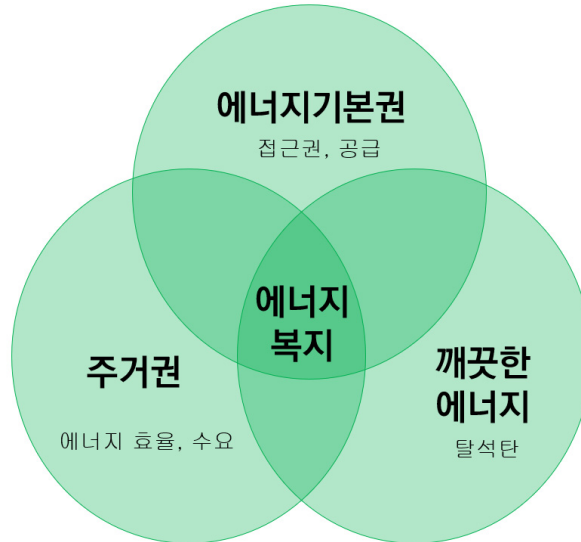 에너지기본권
접근권, 공급
에너지
복지
주거권
에너지 효율, 수요
깨끗한
에너지
탈석탄